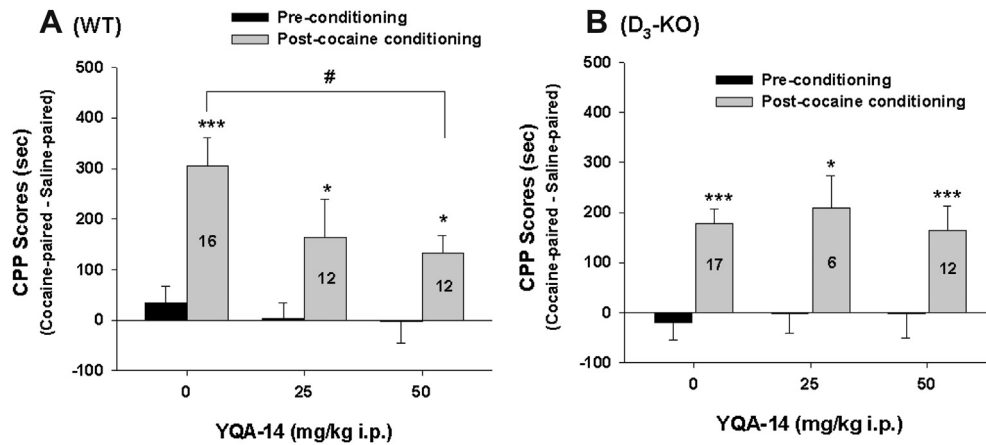 A (WT)
Pre-conditioning
Post-cocaine conditioning
CPP Scores (sec)
(Cocaine-paired - Saline-paired)
500
400
300
200
100
0
-100
#
***
*
*
16
12
12
0
25
50
YQA-14 (mg/kg i.p.)
B (D₃-KO)
Pre-conditioning
Post-cocaine conditioning
CPP Scores (sec)
(Cocaine-paired - Saline-paired)
500
400
300
200
100
0
-100
***
*
***
17
6
12
0
25
50
YQA-14 (mg/kg i.p.)